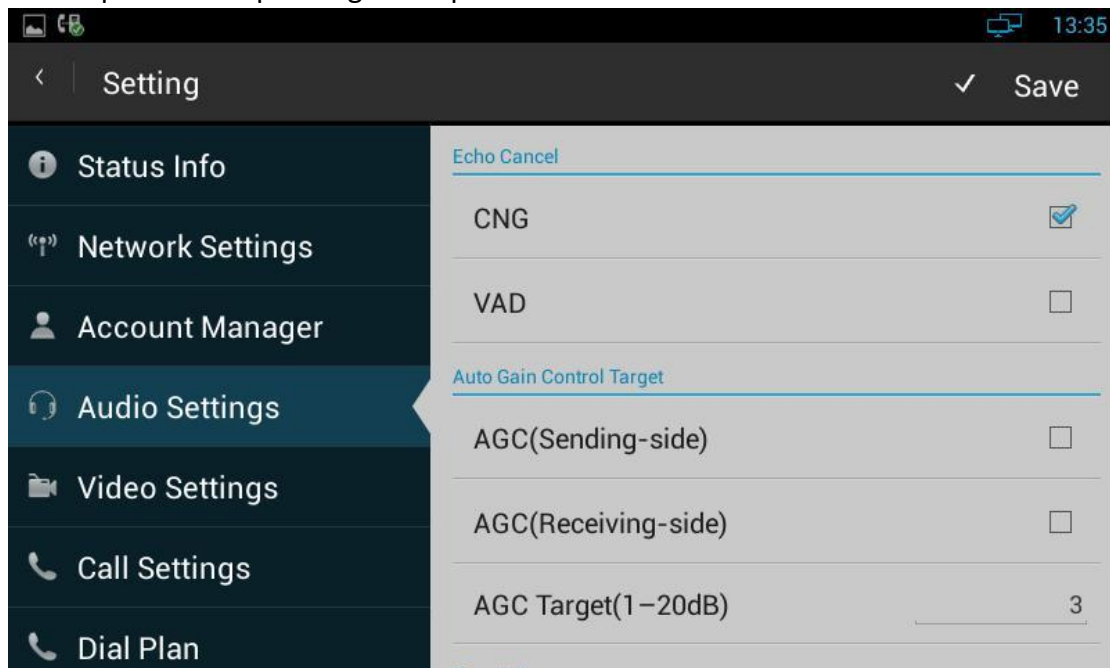 13:35
Setting
Save
Status Info
Network Settings
Account Manager
Audio Settings
Video Settings
Call Settings
Dial Plan
Echo Cancel
CNG
VAD
Auto Gain Control Target
AGC(Sending-side)
AGC(Receiving-side)
AGC Target(1–20dB)
3